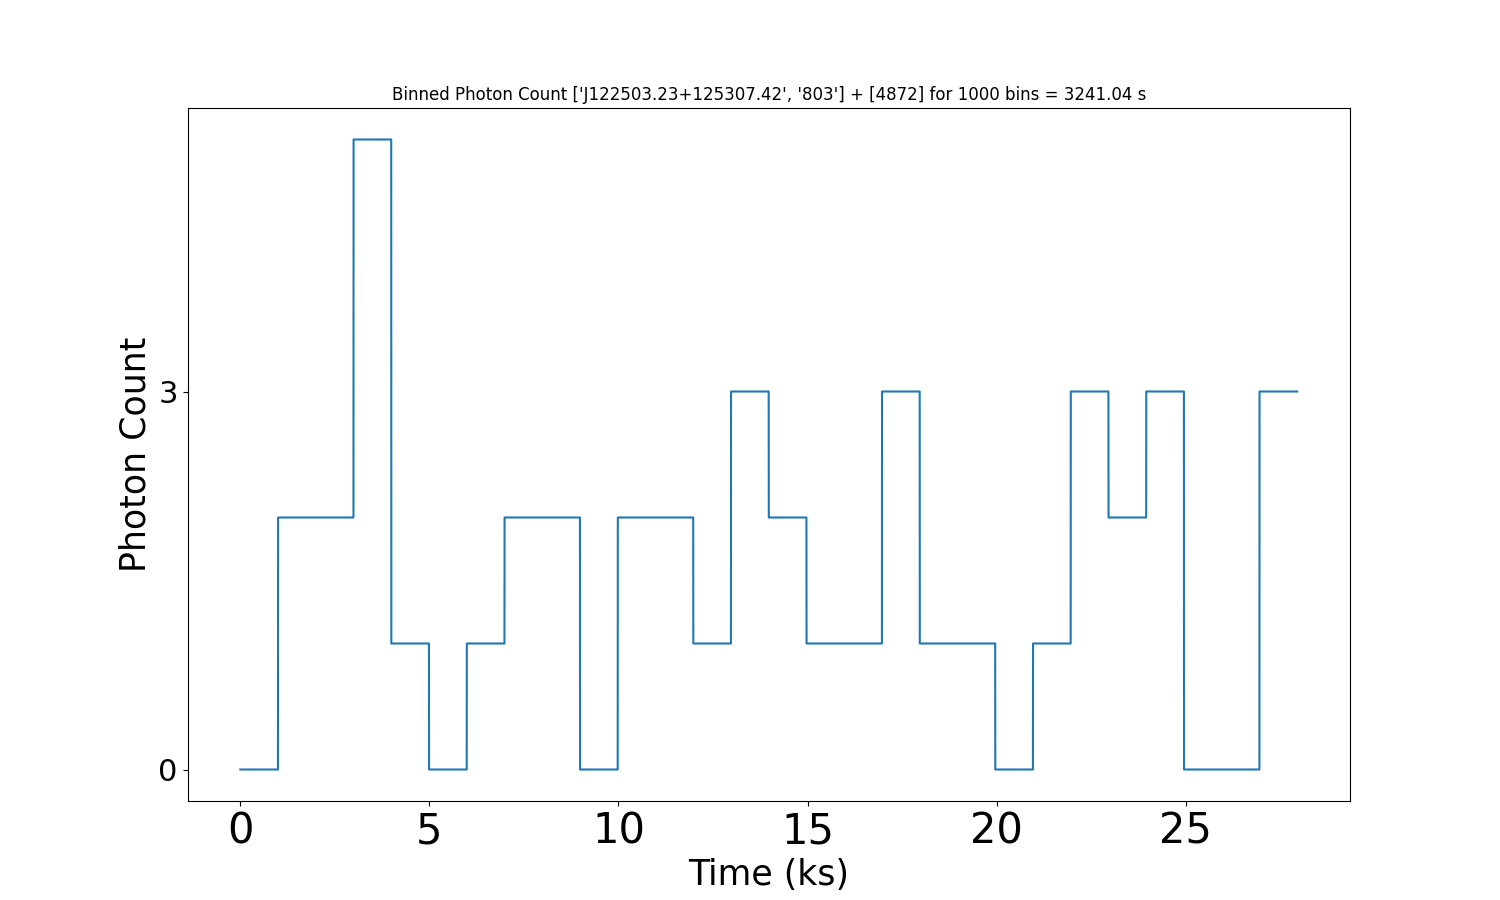 Binned Photon Count ['J122503.23+125307.42', '803'] + [4872] for 1000 bins = 3241.04 s
Photon Count
3
0
0 5 10 15 20 25
Time (ks)